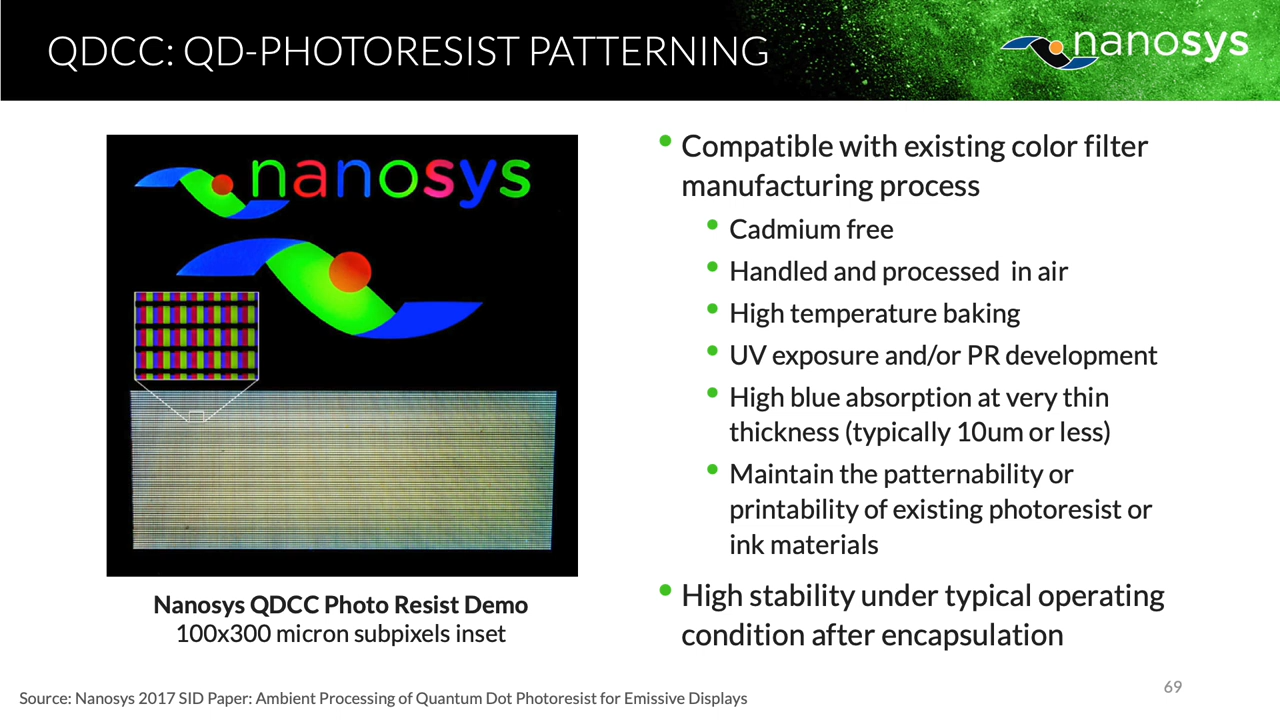 QDCC: QD-PHOTORESIST PATTERNING
nanosys
nanosys
Nanosys QDCC Photo Resist Demo
100x300 micron subpixels inset
• Compatible with existing color filter
manufacturing process
• Cadmium free
• Handled and processed in air
• High temperature baking
• UV exposure and/or PR development
• High blue absorption at very thin
thickness (typically 10um or less)
• Maintain the patternability or
printability of existing photoresist or
ink materials
• High stability under typical operating
condition after encapsulation
Source: Nanosys 2017 SID Paper: Ambient Processing of Quantum Dot Photoresist for Emissive Displays
69